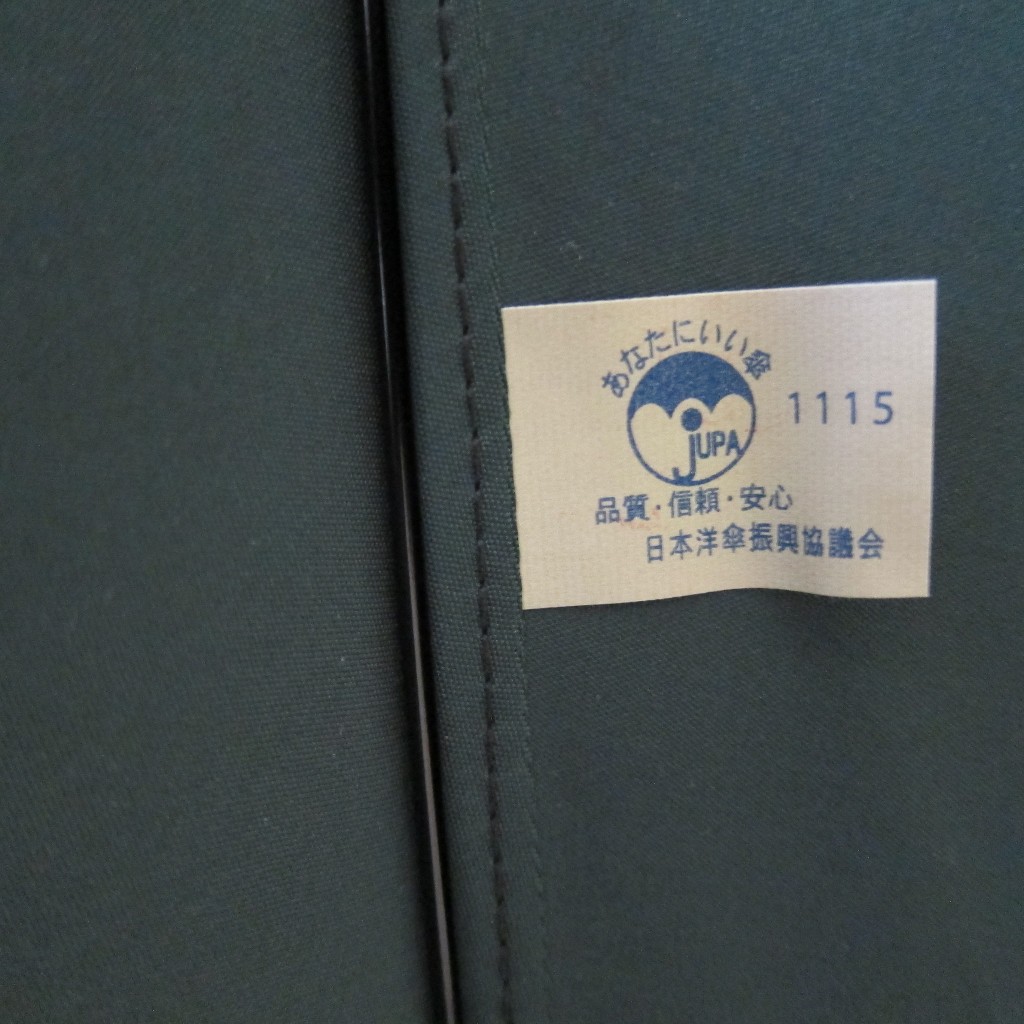 あなたにいい傘
JUPA
1115
品質・信頼・安心
日本洋傘振興協議会